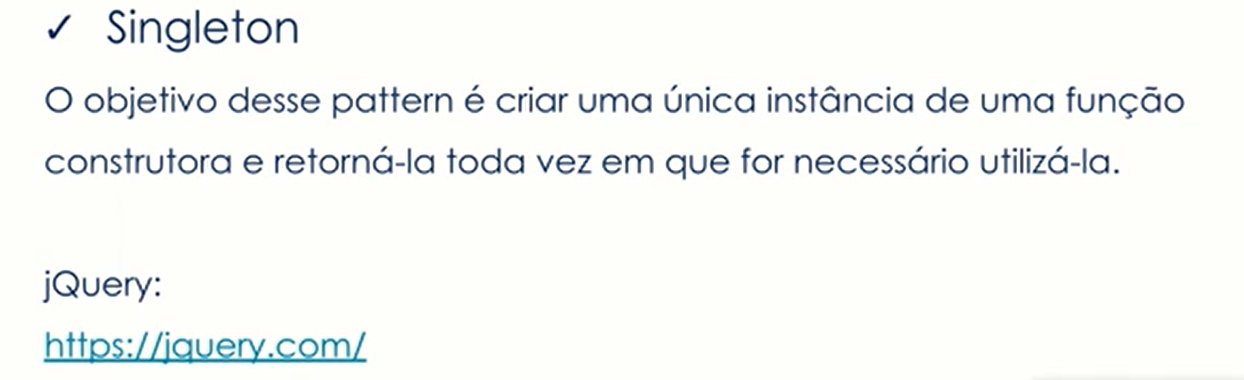 ✓ Singleton
O objetivo desse pattern é criar uma única instância de uma função
construtora e retorná-la toda vez em que for necessário utilizá-la.
jQuery:
https://jquery.com/